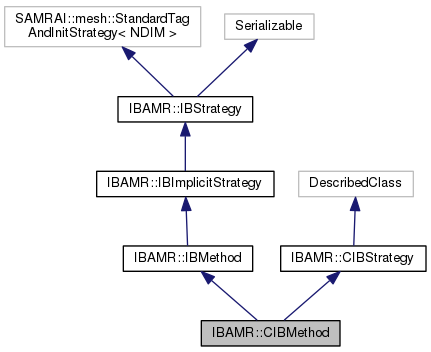 SAMRAI::mesh::StandardTag
AndInitStrategy< NDIM >
Serializable
IBAMR::IBStrategy
IBAMR::IBImplicitStrategy
DescribedClass
IBAMR::IBMethod
IBAMR::CIBStrategy
IBAMR::CIBMethod